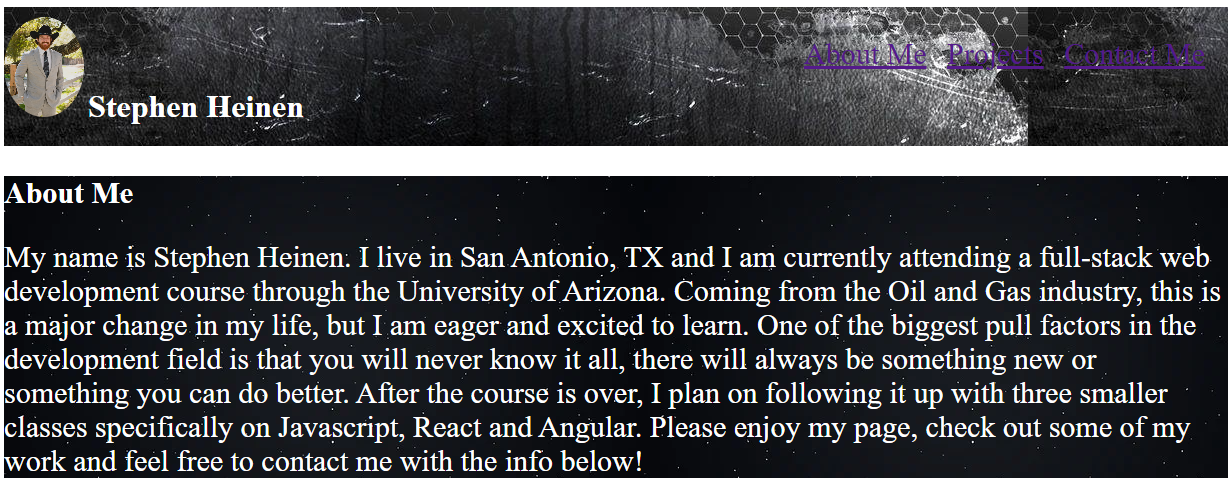 About Me Projects Contact Me
Stephen Heinen
About Me
My name is Stephen Heinen. I live in San Antonio, TX and I am currently attending a full-stack web
development course through the University of Arizona. Coming from the Oil and Gas industry, this is
a major change in my life, but I am eager and excited to learn. One of the biggest pull factors in the
development field is that you will never know it all, there will always be something new or
something you can do better. After the course is over, I plan on following it up with three smaller
classes specifically on Javascript, React and Angular. Please enjoy my page, check out some of my
work and feel free to contact me with the info below!